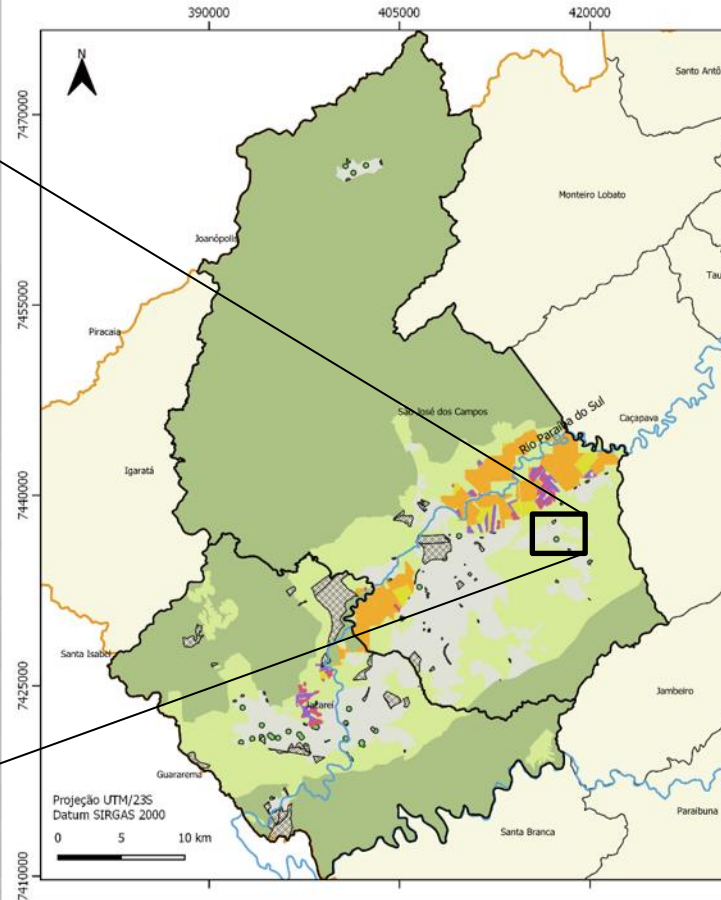 390000
405000
420000
N
Santo Antô
7470000
Monteiro Lobato
Joanópolis
Tau
7455000
Piracaia
São José dos Campos
Rio Paraíba do Sul
Caçapava
Igaratá
7440000
Santa Isabel
7425000
Jacareí
Jambeiro
Guararema
Projeção UTM/23S
Datum SIRGAS 2000
0 5 10 km
Paraibuna
Santa Branca
7410000